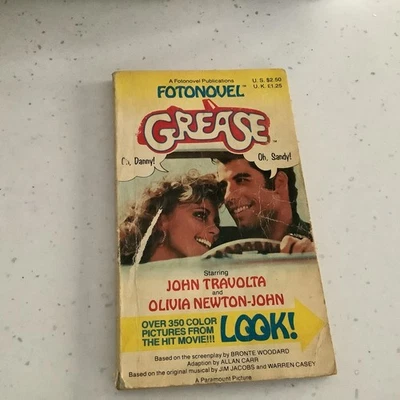 A Fotonovel Publications
U. S. $2.50
U. K. £1.25
FOTONOVEL™
GREASE™
Oh, Danny!
Oh, Sandy!
Starring
JOHN TRAVOLTA
and
OLIVIA NEWTON-JOHN
OVER 350 COLOR
PICTURES FROM
THE HIT MOVIE!!!
LOOK!
Based on the screenplay by BRONTE WOODARD
Adaption by ALLAN CARR
Based on the original musical by JIM JACOBS and WARREN CASEY
A Paramount Picture